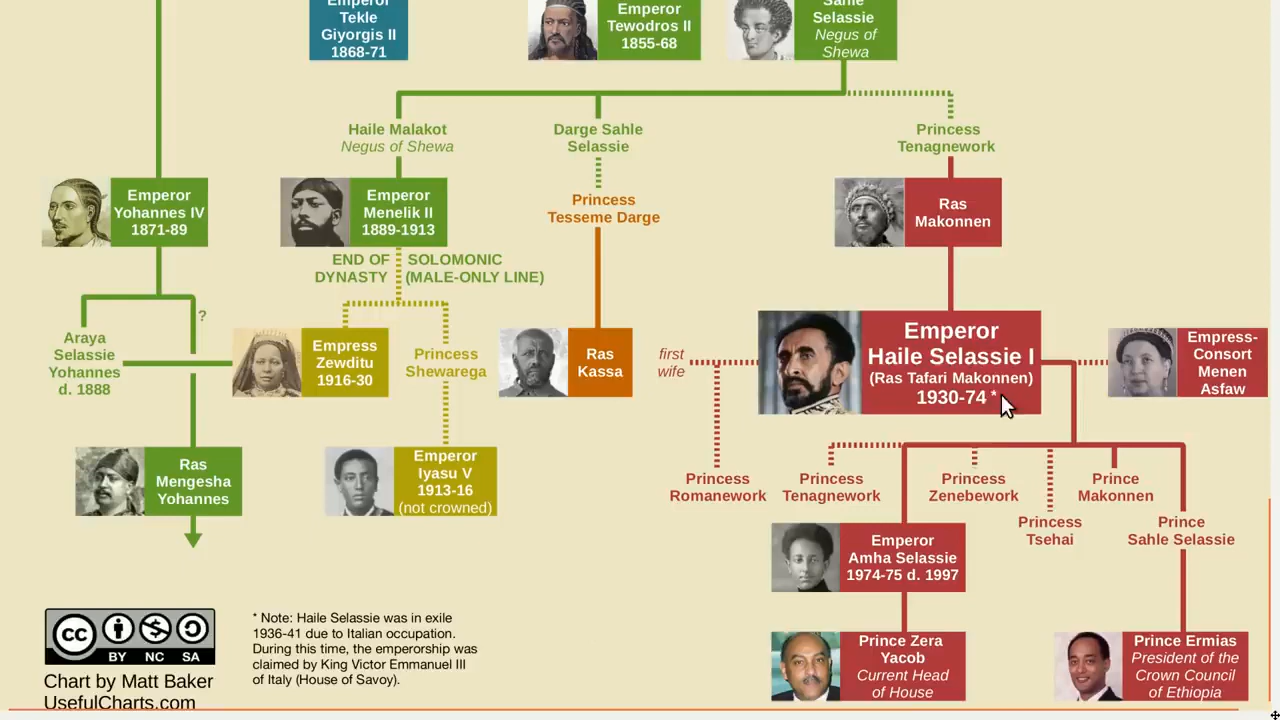 Emperor
Tekle
Giyorgis II
1868-71
Emperor
Tewodros II
1855-68
Sahle
Selassie
Negus of
Shewa
Haile Malakot
Negus of Shewa
Darge Sahle
Selassie
Princess
Tenagnework
Emperor
Yohannes IV
1871-89
Emperor
Menelik II
1889-1913
Princess
Tesseme Darge
Ras
Makonnen
END OF SOLOMONIC
DYNASTY (MALE-ONLY LINE)
?
Araya
Selassie
Yohannes
d. 1888
Empress
Zewditu
1916-30
Princess
Shewarega
Ras
Kassa
first
wife
Emperor
Haile Selassie I
(Ras Tafari Makonnen)
1930-74 *
Empress-
Consort
Menen
Asfaw
Ras
Mengesha
Yohannes
Emperor
Iyasu V
1913-16
(not crowned)
Princess
Romanework
Princess
Tenagnework
Princess
Zenebework
Princess
Tsehai
Prince
Makonnen
Prince
Sahle Selassie
Emperor
Amha Selassie
1974-75 d. 1997
Prince Zera
Yacob
Current Head
of House
Prince Ermias
President of the
Crown Council
of Ethiopia
cc
BY NC SA
Chart by Matt Baker
UsefulCharts.com
* Note: Haile Selassie was in exile
1936-41 due to Italian occupation.
During this time, the emperorship was
claimed by King Victor Emmanuel III
of Italy (House of Savoy).